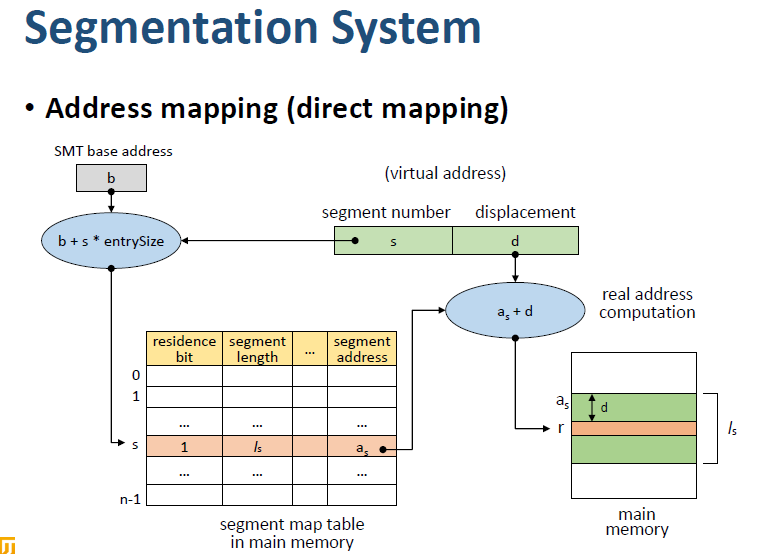 Segmentation System
• Address mapping (direct mapping)
SMT base address
b
(virtual address)
segment number displacement
b + s * entrySize
s d
a_s + d
real address
computation
residence bit segment length ... segment address
0
1
... ... ...
s 1 l_s a_s
... ... ...
n-1
segment map table
in main memory
a_s d
r
l_s
main
memory